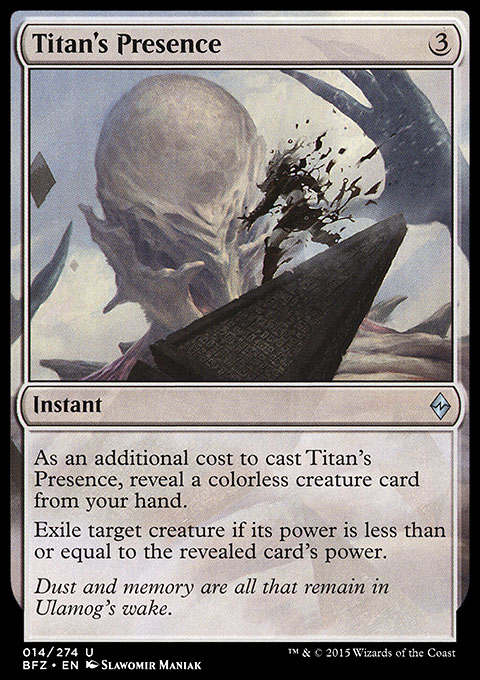 Titan's Presence 3
Instant
As an additional cost to cast Titan's
Presence, reveal a colorless creature card
from your hand.
Exile target creature if its power is less than
or equal to the revealed card's power.
Dust and memory are all that remain in
Ulamog's wake.
014/274 U
BFZ • EN Slawomir Maniak
™ & © 2015 Wizards of the Coast